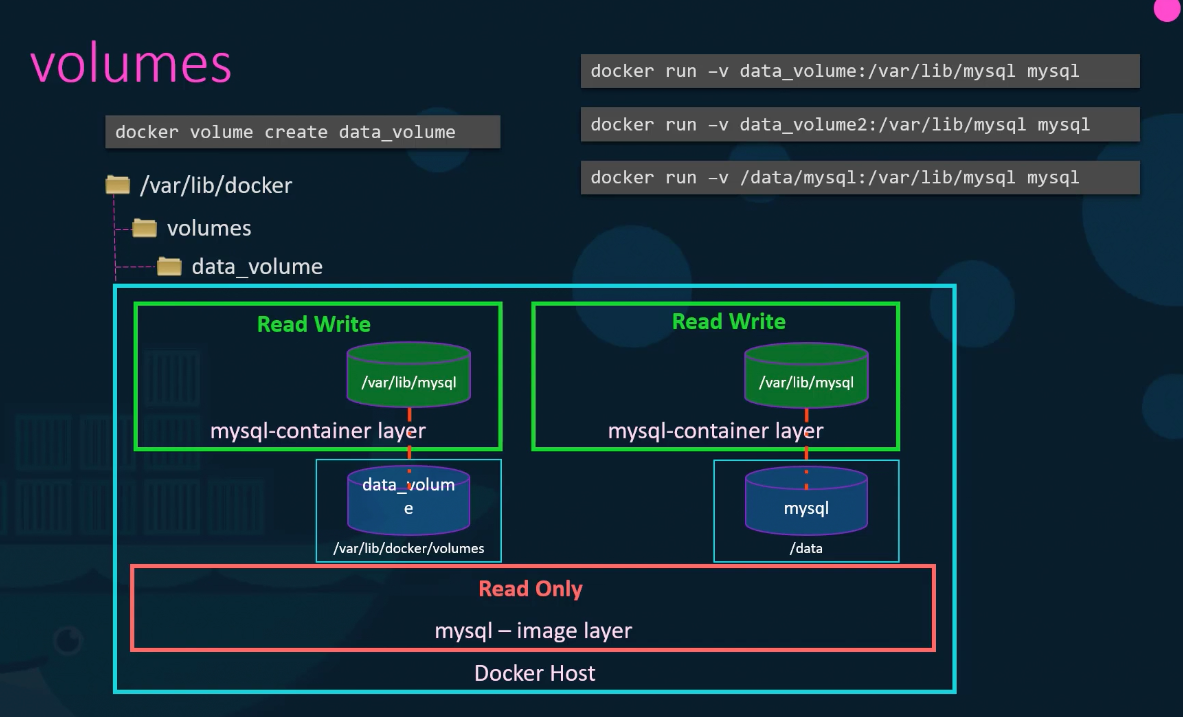 volumes
docker volume create data_volume
/var/lib/docker
volumes
data_volume
docker run –v data_volume:/var/lib/mysql mysql
docker run –v data_volume2:/var/lib/mysql mysql
docker run –v /data/mysql:/var/lib/mysql mysql
Read Write
/var/lib/mysql
mysql-container layer
data_volum
e
/var/lib/docker/volumes
Read Write
/var/lib/mysql
mysql-container layer
mysql
/data
Read Only
mysql – image layer
Docker Host